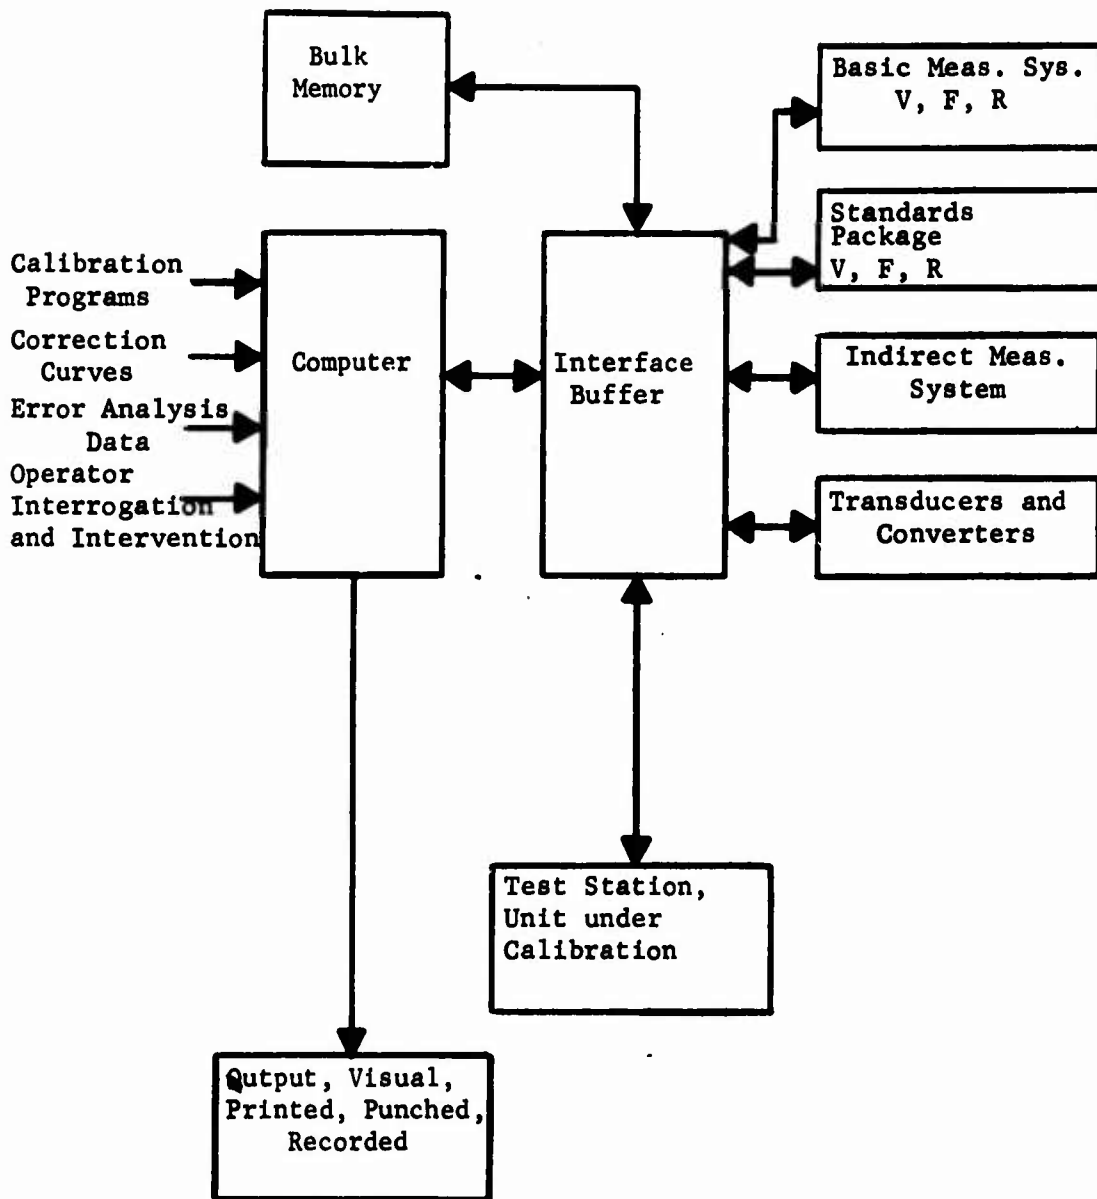 Bulk
Memory
Basic Meas. Sys.
V, F, R
Standards
Package
V, F, R
Calibration
Programs
Correction
Curves
Error Analysis
Data
Operator
Interrogation
and Intervention
Computer
Interface
Buffer
Indirect Meas.
System
Transducers and
Converters
Test Station,
Unit under
Calibration
Output, Visual,
Printed, Punched,
Recorded